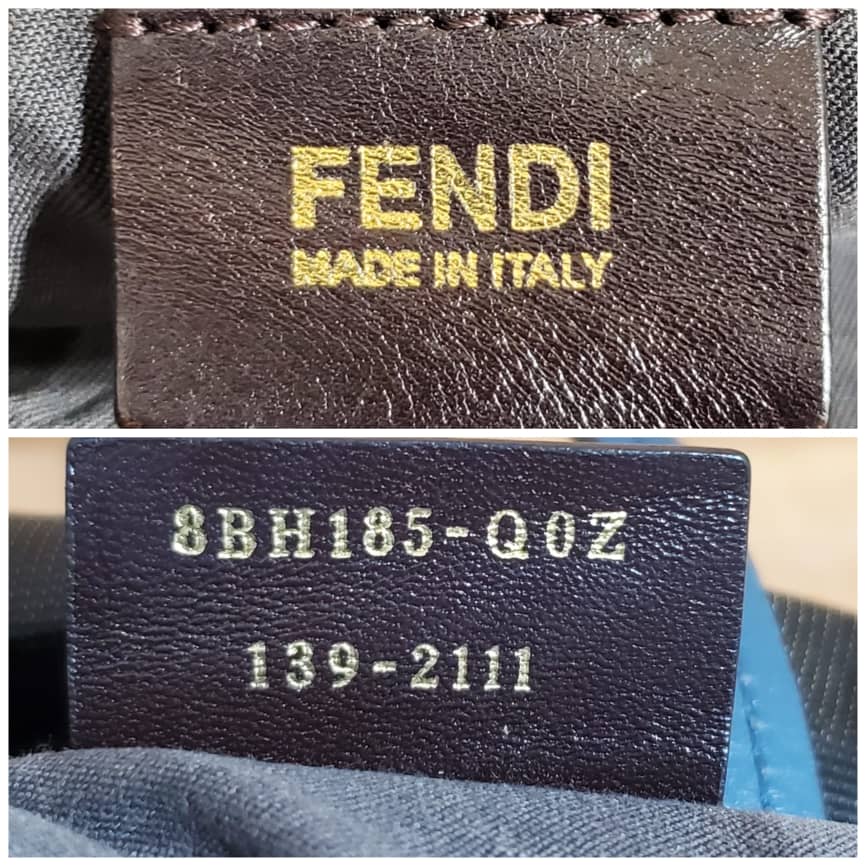 FENDI
MADE IN ITALY
8BH185-Q0Z
139-2111